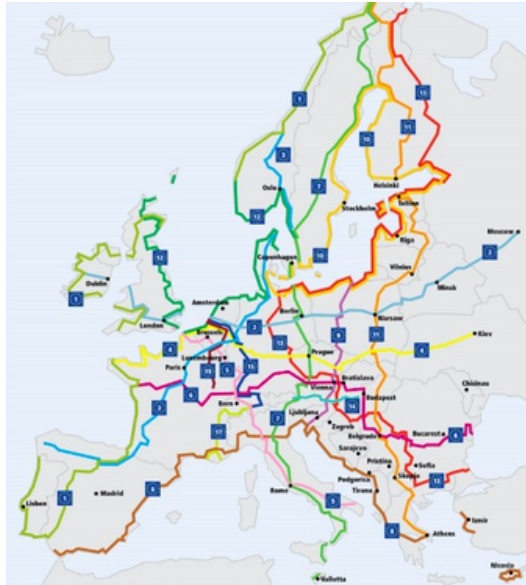 1
13
3
10
11
7
Oslo
Helsinki
12
Stockholm
Tallinn
Moscow
12
Riga
2
Copenhagen
10
Dublin
Vilnius
Minsk
1
Amsterdam
London
Berlin
2
Warsaw
Brussels
9
11
Kiev
4
13
4
Luxembourg
Prague
Paris
5
15
Bratislava
Vienna
Chisinau
6
Bern
Budapest
3
7
Ljubljana
17
Zagreb
Belgrade
Bucharest
6
Sarajevo
Pristina
Sofia
Podgorica
Skopje
13
Madrid
8
Rome
Tirana
Lisbon
1
5
Izmir
8
Athens
Valletta
Nicosia